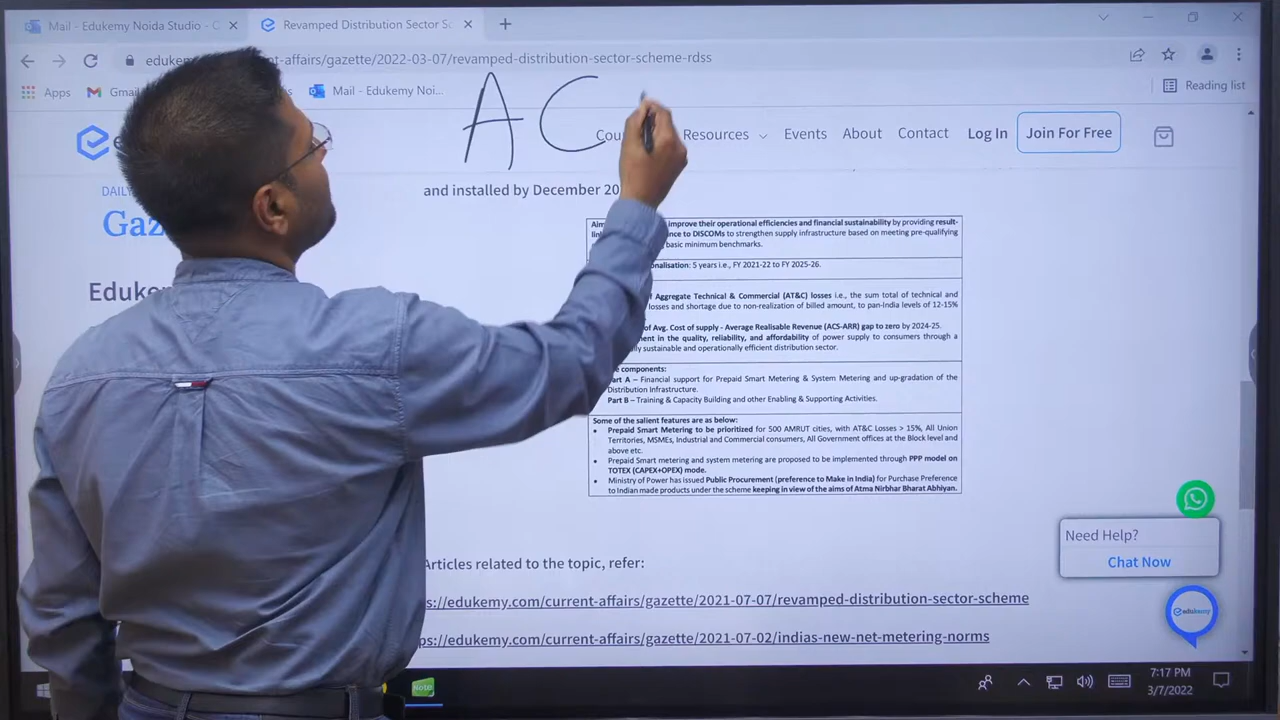 Mail - Edukemy Noida Studio - C
Revamped Distribution Sector Sc
eduke
nt-affairs/gazette/2022-03-07/revamped-distribution-sector-scheme-rdss
Apps
Gmail
Mail - Edukemy Noi...
Reading list
A C
Resources
Events
About
Contact
Log In
Join For Free
DAILY
Gaz
and installed by December 20
Edukem
improve their operational efficiencies and financial sustainability by providing result-
nce to DISCOMs to strengthen supply infrastructure based on meeting pre-qualifying
basic minimum benchmarks.
nalisation: 5 years i.e., FY 2021-22 to FY 2025-26.
f Aggregate Technical & Commercial (AT&C) losses i.e., the sum total of technical and
losses and shortage due to non-realization of billed amount, to pan-India levels of 12-15%
of Avg. Cost of supply - Average Realisable Revenue (ACS-ARR) gap to zero by 2024-25.
ent in the quality, reliability, and affordability of power supply to consumers through a
ly sustainable and operationally efficient distribution sector.
e components:
Part A – Financial support for Prepaid Smart Metering & System Metering and up-gradation of the
Distribution Infrastructure.
Part B – Training & Capacity Building and other Enabling & Supporting Activities.
Some of the salient features are as below:
• Prepaid Smart Metering to be prioritized for 500 AMRUT cities, with AT&C Losses > 15%, All Union
Territories, MSMEs, Industrial and Commercial consumers, All Government offices at the Block level and
above etc.
• Prepaid Smart metering and system metering are proposed to be implemented through PPP model on
TOTEX (CAPEX+OPEX) mode.
• Ministry of Power has issued Public Procurement (preference to Make in India) for Purchase Preference
to Indian made products under the scheme keeping in view of the aims of Atma Nirbhar Bharat Abhiyan.
Need Help?
Chat Now
edukemy
Articles related to the topic, refer:
s://edukemy.com/current-affairs/gazette/2021-07-07/revamped-distribution-sector-scheme
ps://edukemy.com/current-affairs/gazette/2021-07-02/indias-new-net-metering-norms
note
7:17 PM
3/7/2022